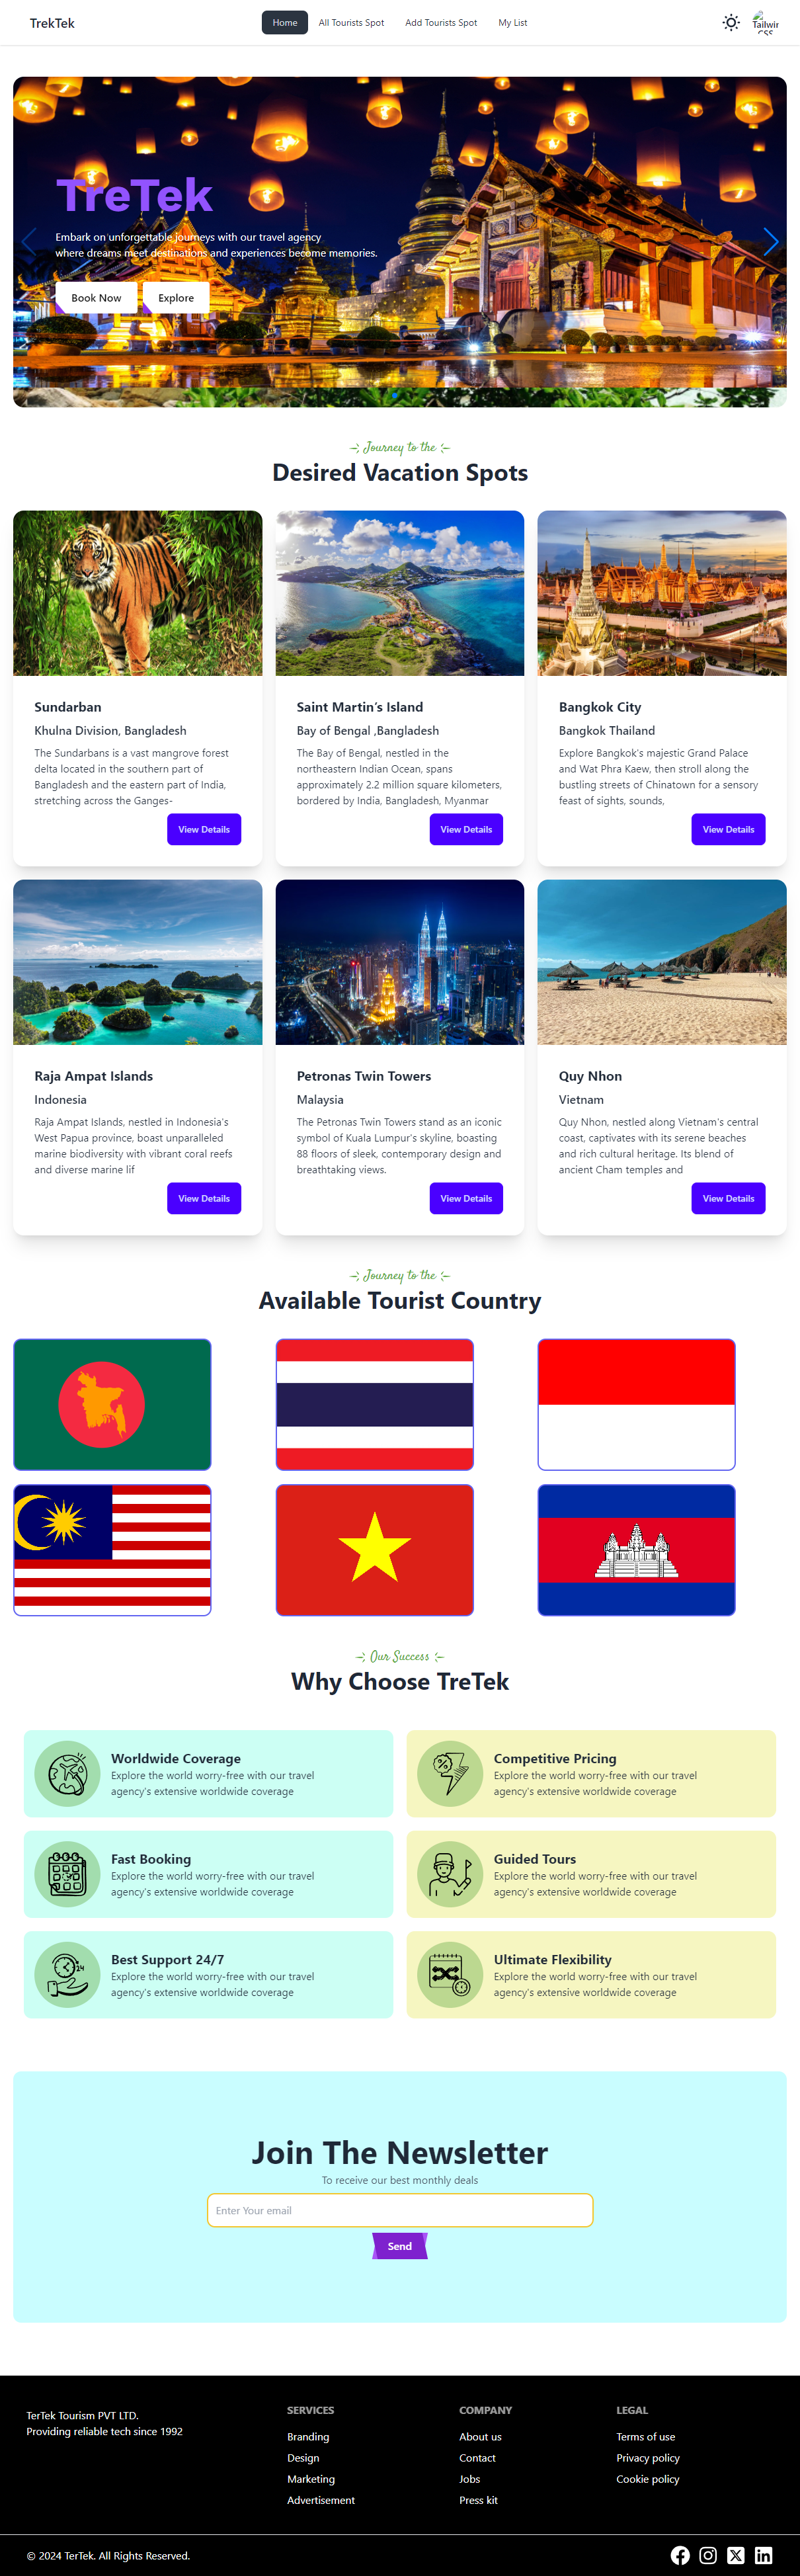 TrekTek
Home
All Tourists Spot
Add Tourists Spot
My List
Tailwin
CSS
TreTek
Embark on unforgettable journeys with our travel agency
where dreams meet destinations and experiences become memories.
Book Now
Explore
Journey to the
Desired Vacation Spots
Sundarban
Khulna Division, Bangladesh
The Sundarbans is a vast mangrove forest
delta located in the southern part of
Bangladesh and the eastern part of India,
stretching across the Ganges-
View Details
Saint Martin's Island
Bay of Bengal ,Bangladesh
The Bay of Bengal, nestled in the
northeastern Indian Ocean, spans
approximately 2.2 million square kilometers,
bordered by India, Bangladesh, Myanmar
View Details
Bangkok City
Bangkok Thailand
Explore Bangkok's majestic Grand Palace
and Wat Phra Kaew, then stroll along the
bustling streets of Chinatown for a sensory
feast of sights, sounds,
View Details
Raja Ampat Islands
Indonesia
Raja Ampat Islands, nestled in Indonesia's
West Papua province, boast unparalleled
marine biodiversity with vibrant coral reefs
and diverse marine lif
View Details
Petronas Twin Towers
Malaysia
The Petronas Twin Towers stand as an iconic
symbol of Kuala Lumpur's skyline, boasting
88 floors of sleek, contemporary design and
breathtaking views.
View Details
Quy Nhon
Vietnam
Quy Nhon, nestled along Vietnam's central
coast, captivates with its serene beaches
and rich cultural heritage. Its blend of
ancient Cham temples and
View Details
Journey to the
Available Tourist Country
Our Success
Why Choose TreTek
Worldwide Coverage
Explore the world worry-free with our travel
agency's extensive worldwide coverage
Competitive Pricing
Explore the world worry-free with our travel
agency's extensive worldwide coverage
Fast Booking
Explore the world worry-free with our travel
agency's extensive worldwide coverage
Guided Tours
Explore the world worry-free with our travel
agency's extensive worldwide coverage
24
Best Support 24/7
Explore the world worry-free with our travel
agency's extensive worldwide coverage
Ultimate Flexibility
Explore the world worry-free with our travel
agency's extensive worldwide coverage
Join The Newsletter
To receive our best monthly deals
Enter Your email
Send
TerTek Tourism PVT LTD.
Providing reliable tech since 1992
SERVICES
Branding
Design
Marketing
Advertisement
COMPANY
About us
Contact
Jobs
Press kit
LEGAL
Terms of use
Privacy policy
Cookie policy
© 2024 TerTek. All Rights Reserved.